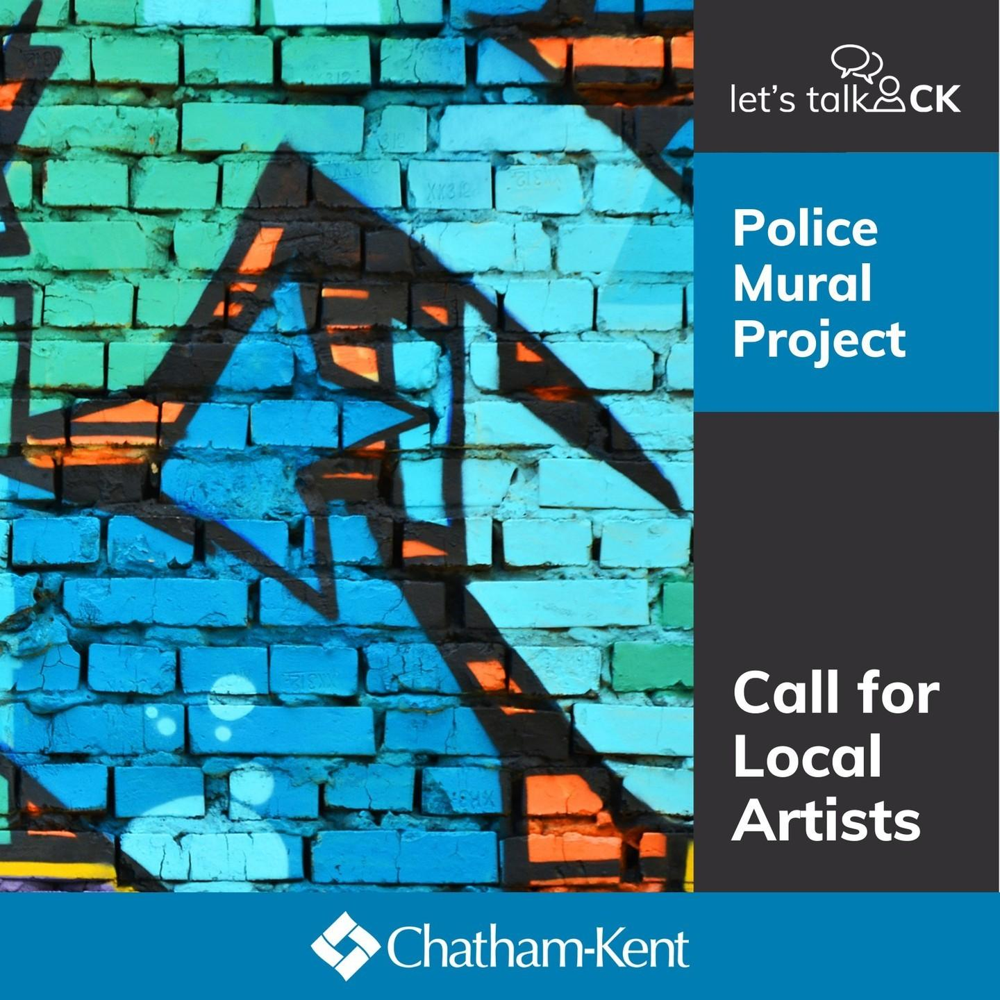 let's talk CK
Police
Mural
Project
Call for
Local
Artists
Chatham-Kent